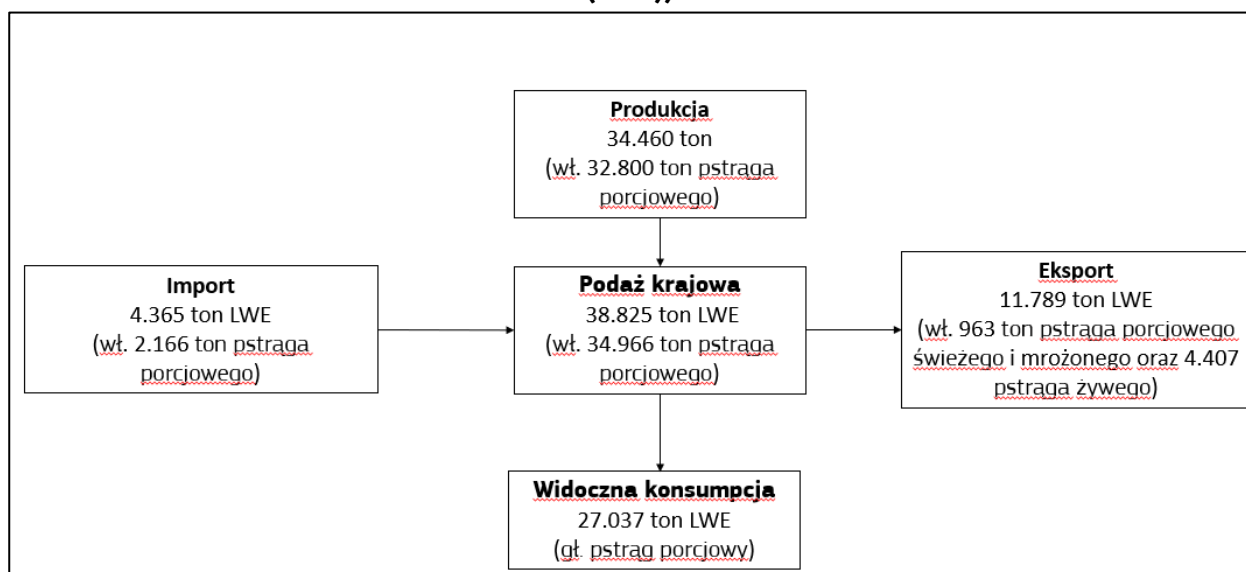 Produkcja
34.460 ton
(wł. 32.800 ton pstrąga
porcjowego)
Import
4.365 ton LWE
(wł. 2.166 ton pstrąga
porcjowego)
Podaż krajowa
38.825 ton LWE
(wł. 34.966 ton pstrąga
porcjowego)
Eksport
11.789 ton LWE
(wł. 963 ton pstrąga porcjowego
świeżego i mrożonego oraz 4.407
pstrąga żywego)
Widoczna konsumpcja
27.037 ton LWE
(gł. pstrąg porcjowy)